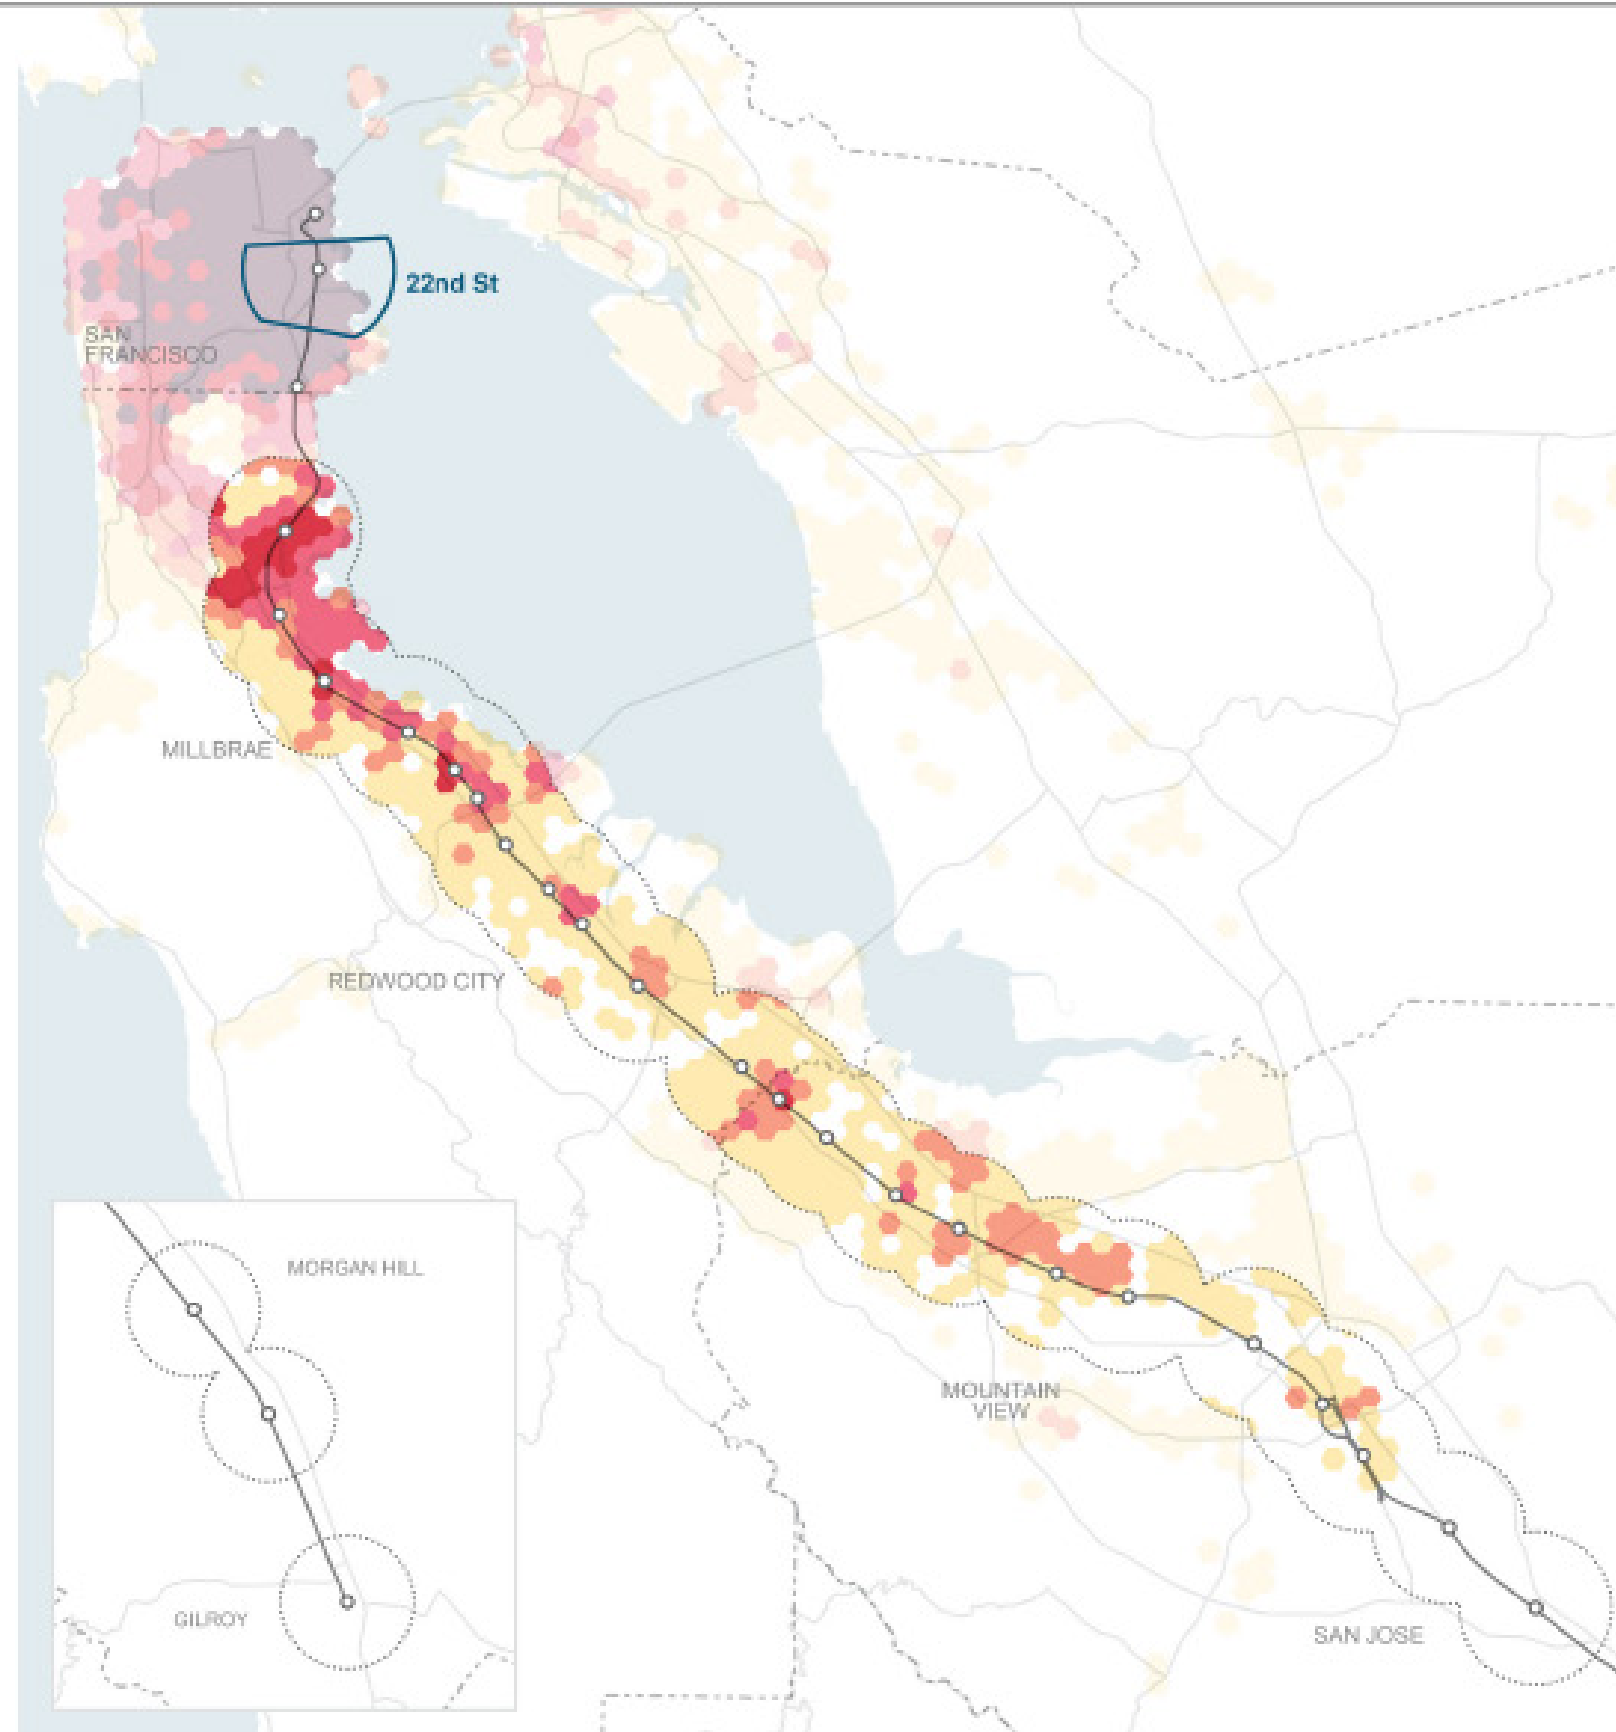 22nd St
SAN
FRANCISCO
MILLBRAE
REDWOOD CITY
MORGAN HILL
MOUNTAIN
VIEW
GILROY
SAN JOSE